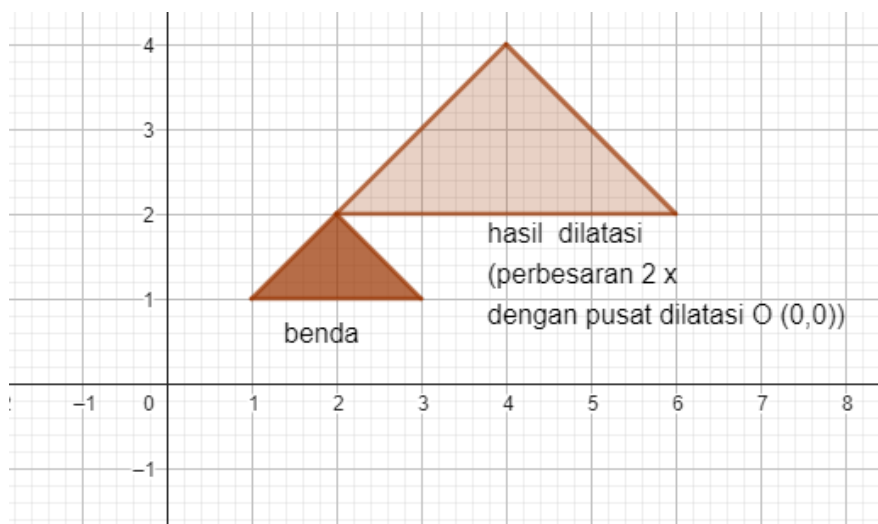 4
3
2
hasil dilatasi
(perbesaran 2 x
1
dengan pusat dilatasi O (0,0))
benda
–1 0 1 2 3 4 5 6 7 8
–1